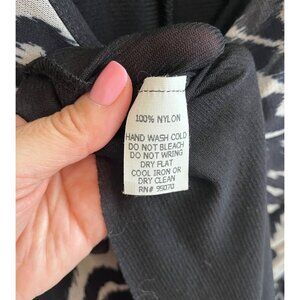 100% NYLON
HAND WASH COLD
DO NOT BLEACH
DO NOT WRING
DRY FLAT
COOL IRON OR
DRY CLEAN
RN# 95070